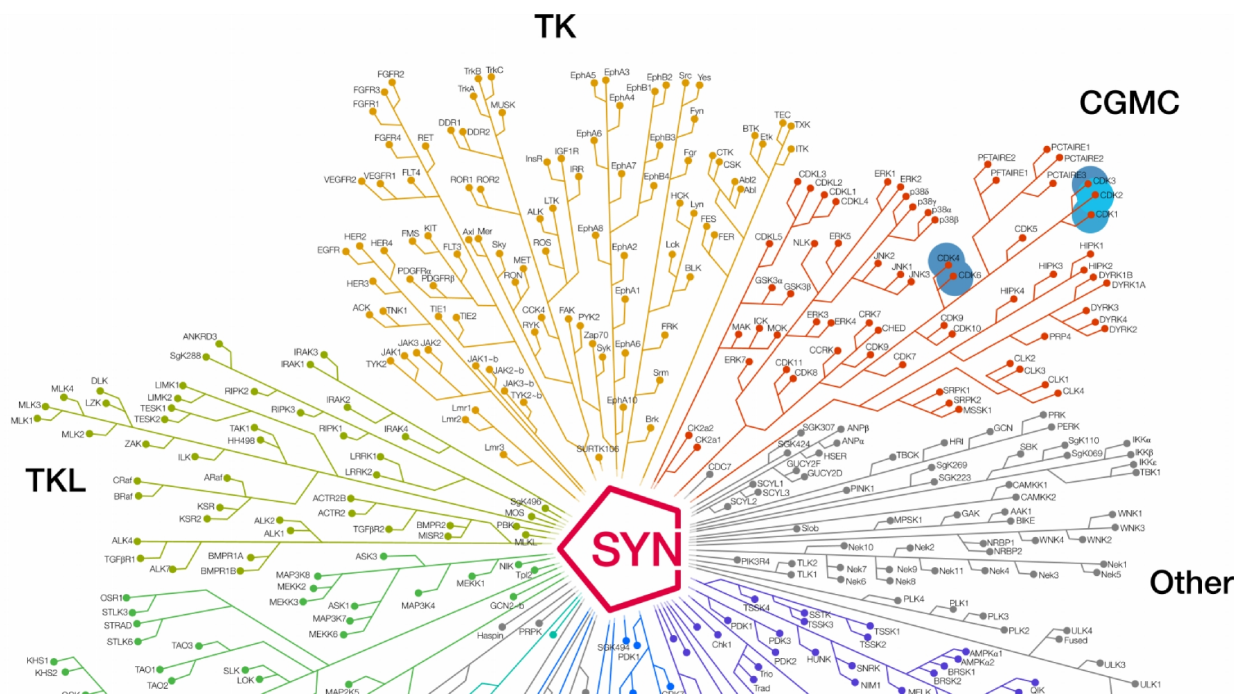 TK
CGMC
TKL
Other
SYN
FGFR2
FGFR3
FGFR1
FGFR4
RET
TrkB
TrkC
TrkA
MUSK
DDR1
DDR2
VEGFR2
VEGFR1
FLT4
ROR1
ROR2
InsR
IGF1R
IRR
LTK
ALK
ROS
HER2
EGFR
HER4
HER3
FMS
KIT
FLT3
PDGFRα
PDGFRβ
Axl
Mer
Sky
MET
RON
ACK
TNK1
TIE1
TIE2
CCK4
RYK
FAK
PYK2
Zap70
Syk
JAK3
JAK2
JAK1
TYK2
JAK1~b
JAK2~b
JAK3~b
TYK2~b
Lmr1
Lmr2
Lmr3
SURTK106
EphA5
EphA3
EphA4
EphB1
EphB2
EphA6
EphB3
EphA7
EphB4
EphA8
EphA2
EphA1
EphA6
EphA10
Src
Yes
Fyn
Fgr
CTK
CSK
Abl2
Abl
HCK
Lyn
FES
FER
Lck
BLK
FRK
Srm
Brk
BTK
TEC
Etk
TXK
ITK
CDKL3
CDKL2
CDKL1
CDKL4
CDKL5
ERK1
ERK2
p38δ
p38γ
p38α
p38β
NLK
ERK5
JNK2
JNK1
JNK3
GSK3α
GSK3β
MAK
ICK
MOK
ERK3
ERK4
ERK7
CDK11
CDK8
CCRK
CRK7
CHED
CDK9
CDK7
CDK9
CDK10
CDK4
CDK6
CDK5
PFTAIRE2
PFTAIRE1
PCTAIRE1
PCTAIRE2
PCTAIRE3
CDK3
CDK2
CDK1
HIPK1
HIPK2
HIPK3
HIPK4
DYRK1B
DYRK1A
DYRK3
DYRK4
DYRK2
PRP4
CLK2
CLK3
CLK1
CLK4
SRPK1
SRPK2
MSSK1
CK2a2
CK2a1
CDC7
SGK307
ANPβ
SGK424
ANPα
HSER
GUCY2F
GUCY2D
SCYL1
SCYL3
SCYL2
TBCK
PINK1
HRI
GCN
PRK
PERK
SBK
SgK269
SGK223
SgK110
SgK069
IKKα
IKKβ
IKKε
TBK1
CAMKK1
CAMKK2
Slob
MPSK1
GAK
AAK1
BIKE
NRBP1
NRBP2
WNK1
WNK3
WNK4
WNK2
PIK3R4
TLK2
TLK1
Nek10
Nek2
Nek7
Nek6
Nek9
Nek8
Nek11
Nek4
Nek3
Nek1
Nek5
PLK4
PLK1
PLK3
PLK2
ULK4
Fused
ULK3
ULK1
ANKRD3
SgK288
IRAK3
IRAK1
DLK
MLK4
LZK
MLK3
MLK1
MLK2
LIMK1
LIMK2
TESK1
TESK2
RIPK2
RIPK3
RIPK1
IRAK2
IRAK4
ZAK
ILK
TAK1
HH498
LRRK1
LRRK2
CRaf
BRaf
ARaf
KSR
KSR2
ACTR2B
ACTR2
TGFβR2
BMPR2
MISR2
SgK496
MOS
PBK
MLKL
ALK4
TGFβR1
ALK7
ALK2
ALK1
BMPR1A
BMPR1B
ASK3
MAP3K8
MEKK2
MEKK3
ASK1
MAP3K7
MEKK6
MAP3K4
MEKK1
NIK
Tpl2
GCN2~b
Haspin
PRPK
OSR1
STLK3
STRAD
STLK6
TAO3
TAO1
TAO2
SLK
LOK
KHS1
KHS2
MAP2K5
SGK494
PDK1
TSSK4
SSTK
TSSK3
TSSK1
TSSK2
PDK1
Chk1
PDK3
PDK2
Trio
Trad
HUNK
SNRK
NIM1
AMPKα1
AMPKα2
BRSK1
BRSK2
MELK
QIK